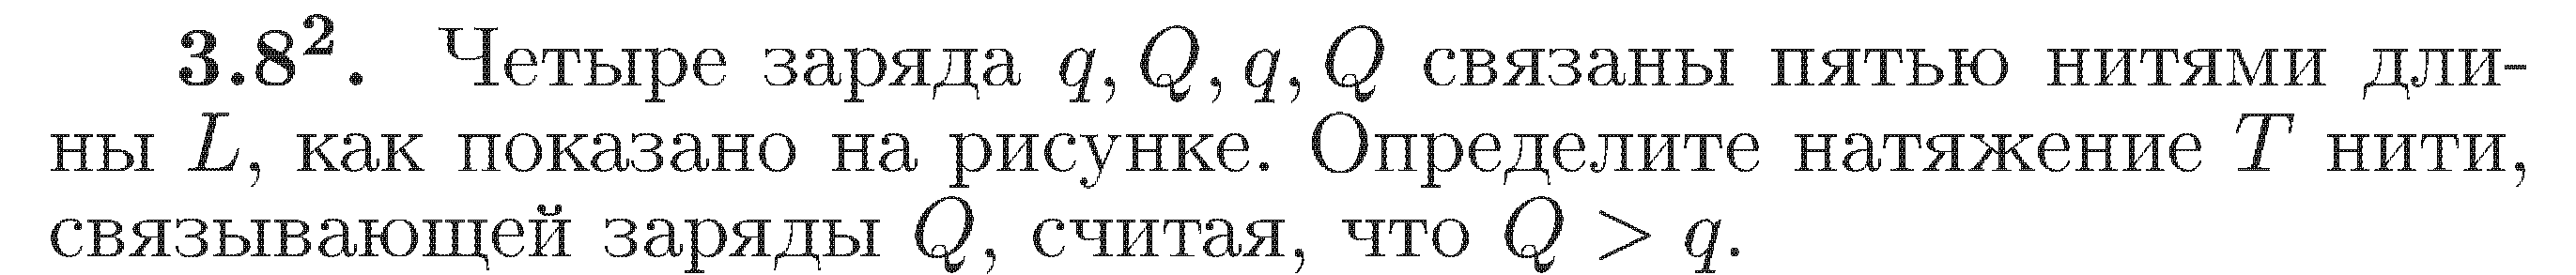 3.8². Четыре заряда q, Q, q, Q связаны пятью нитями дли-
ны L, как показано на рисунке. Определите натяжение T нити,
связывающей заряды Q, считая, что Q > q.